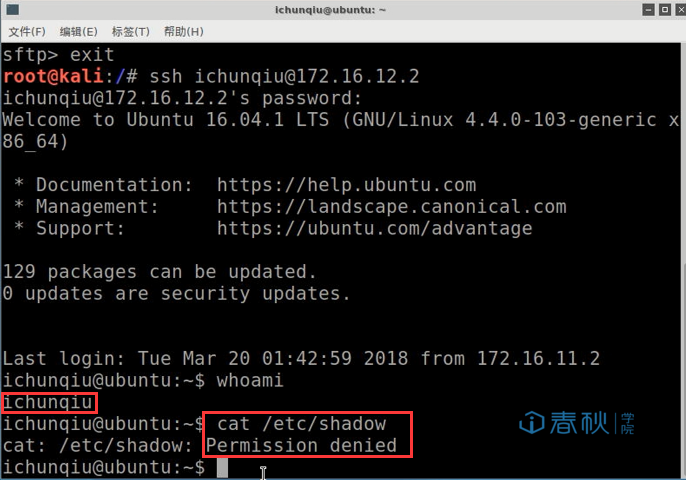 ichunqiu@ubuntu: ~
文件(F) 编辑(E) 标签(T) 帮助(H)
sftp> exit
root@kali:/# ssh ichunqiu@172.16.12.2
ichunqiu@172.16.12.2's password:
Welcome to Ubuntu 16.04.1 LTS (GNU/Linux 4.4.0-103-generic x
86_64)
* Documentation:  https://help.ubuntu.com
* Management:     https://landscape.canonical.com
* Support:        https://ubuntu.com/advantage
129 packages can be updated.
0 updates are security updates.
Last login: Tue Mar 20 01:42:59 2018 from 172.16.11.2
ichunqiu@ubuntu:~$ whoami
ichunqiu
ichunqiu@ubuntu:~$ cat /etc/shadow
cat: /etc/shadow: Permission denied
ichunqiu@ubuntu:~$
春秋学院